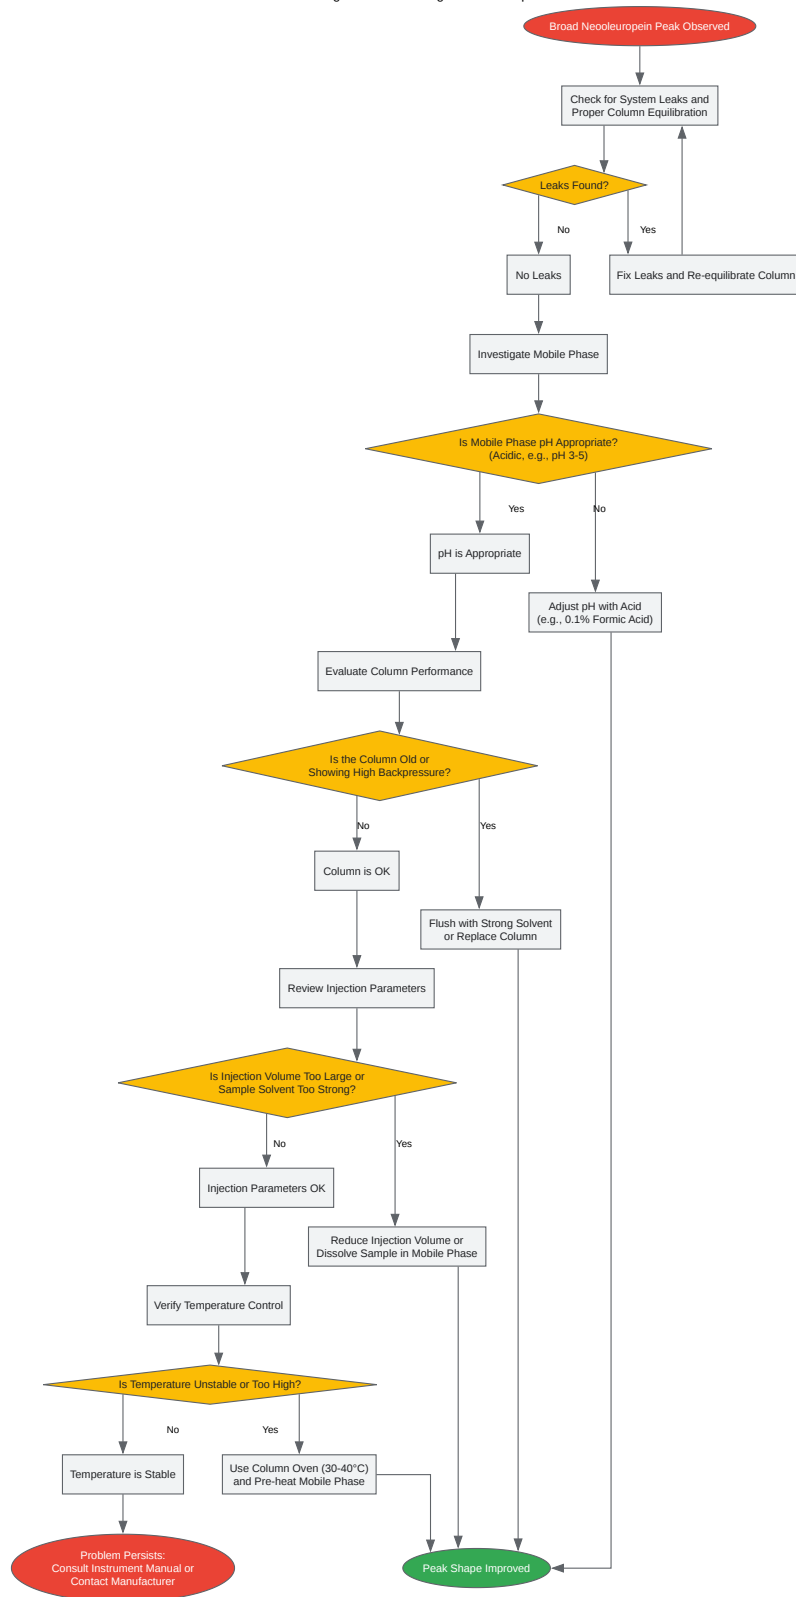 Broad Neooleuropein Peak Observed
Check for System Leaks and
Proper Column Equilibration
Leaks Found?
No
Yes
No Leaks
Fix Leaks and Re-equilibrate Column
Investigate Mobile Phase
Is Mobile Phase pH Appropriate?
(Acidic, e.g., pH 3-5)
Yes
No
pH is Appropriate
Adjust pH with Acid
(e.g., 0.1% Formic Acid)
Evaluate Column Performance
Is the Column Old or
Showing High Backpressure?
No
Yes
Column is OK
Flush with Strong Solvent
or Replace Column
Review Injection Parameters
Is Injection Volume Too Large or
Sample Solvent Too Strong?
No
Yes
Injection Parameters OK
Reduce Injection Volume or
Dissolve Sample in Mobile Phase
Verify Temperature Control
Is Temperature Unstable or Too High?
No
Yes
Temperature is Stable
Use Column Oven (30-40°C)
and Pre-heat Mobile Phase
Problem Persists:
Consult Instrument Manual or
Contact Manufacturer
Peak Shape Improved